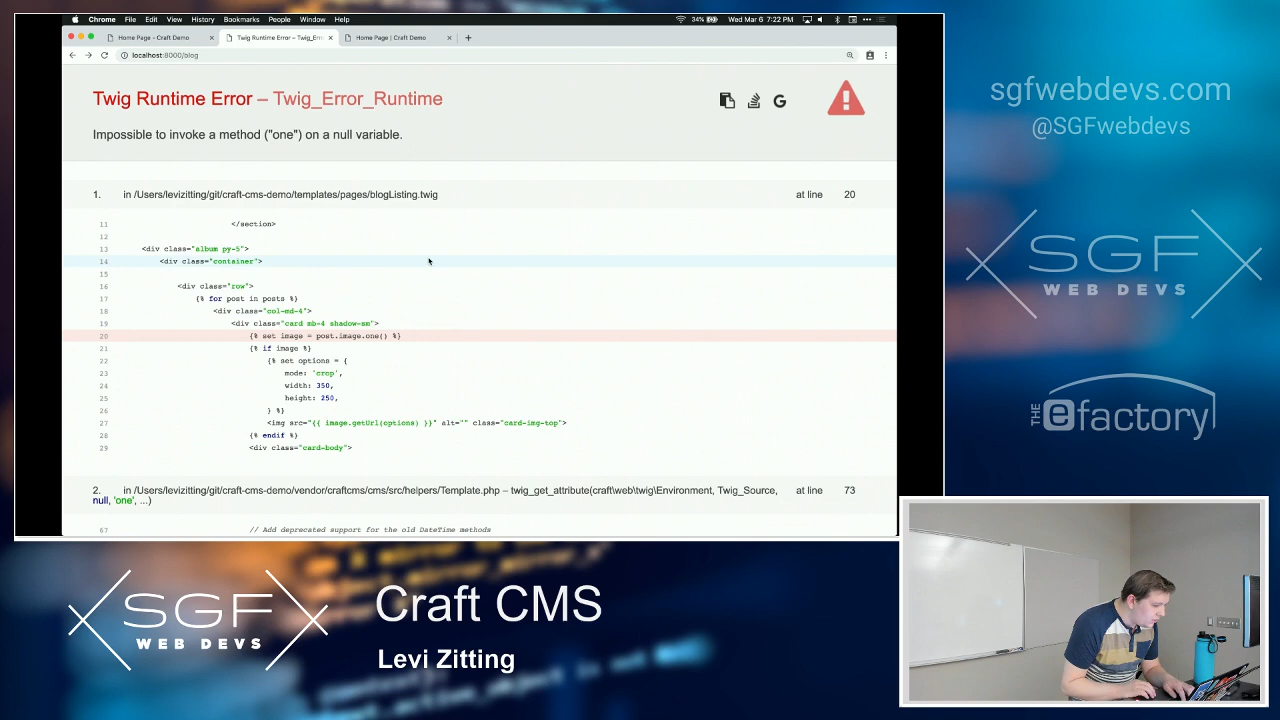 Chrome File Edit View History Bookmarks People Window Help
34% Wed Mar 6 7:22 PM
Home Page - Craft Demo
Twig Runtime Error – Twig_Err
Home Page | Craft Demo
localhost:8000/blog
Twig Runtime Error – Twig_Error_Runtime
Impossible to invoke a method ("one") on a null variable.
1. in /Users/levizitting/git/craft-cms-demo/templates/pages/blogListing.twig at line 20
11 </section>
12
13 <div class="album py-5">
14 <div class="container">
15
16 <div class="row">
17 {% for post in posts %}
18 <div class="col-md-4">
19 <div class="card mb-4 shadow-sm">
20 {% set image = post.image.one() %}
21 {% if image %}
22 {% set options = {
23 mode: 'crop',
24 width: 350,
25 height: 250,
26 } %}
27 <img src="{{ image.getUrl(options) }}" alt="" class="card-img-top">
28 {% endif %}
29 <div class="card-body">
2. in /Users/levizitting/git/craft-cms-demo/vendor/craftcms/cms/src/helpers/Template.php – twig_get_attribute(craft\web\twig\Environment, Twig_Source, at line 73
null, 'one', ...)
67 // Add deprecated support for the old DateTime methods
sgfwebdevs.com
@SGFwebdevs
SGF
WEB DEVS
THE efactory
SGF
WEB DEVS
Craft CMS
Levi Zitting